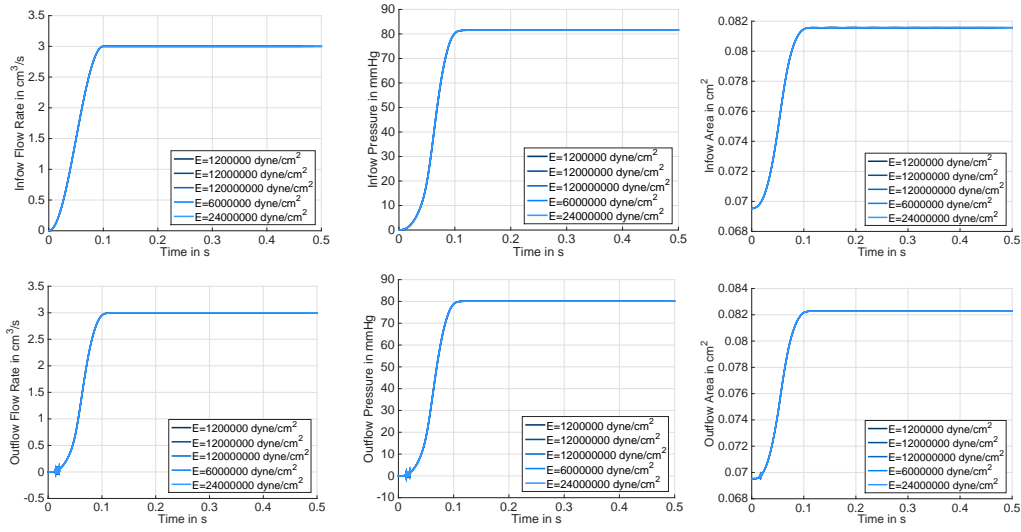 Inflow Flow Rate in cm³/s
3.5
3
2.5
2
1.5
1
0.5
0
0
0.1
0.2
0.3
0.4
0.5
Time in s
E=1200000 dyne/cm²
E=12000000 dyne/cm²
E=120000000 dyne/cm²
E=6000000 dyne/cm²
E=24000000 dyne/cm²
Infow Pressure in mmHg
90
80
70
60
50
40
30
20
10
0
0
0.1
0.2
0.3
0.4
0.5
Time in s
E=1200000 dyne/cm²
E=12000000 dyne/cm²
E=120000000 dyne/cm²
E=6000000 dyne/cm²
E=24000000 dyne/cm²
Infow Area in cm²
0.082
0.08
0.078
0.076
0.074
0.072
0.07
0.068
0
0.1
0.2
0.3
0.4
0.5
Time in s
E=1200000 dyne/cm²
E=12000000 dyne/cm²
E=120000000 dyne/cm²
E=6000000 dyne/cm²
E=24000000 dyne/cm²
Outflow Flow Rate in cm³/s
3.5
3
2.5
2
1.5
1
0.5
0
-0.5
0
0.1
0.2
0.3
0.4
0.5
Time in s
E=1200000 dyne/cm²
E=12000000 dyne/cm²
E=120000000 dyne/cm²
E=6000000 dyne/cm²
E=24000000 dyne/cm²
Outflow Pressure in mmHg
90
80
70
60
50
40
30
20
10
0
-10
0
0.1
0.2
0.3
0.4
0.5
Time in s
E=1200000 dyne/cm²
E=12000000 dyne/cm²
E=120000000 dyne/cm²
E=6000000 dyne/cm²
E=24000000 dyne/cm²
Outflow Area in cm²
0.084
0.082
0.08
0.078
0.076
0.074
0.072
0.07
0.068
0
0.1
0.2
0.3
0.4
0.5
Time in s
E=1200000 dyne/cm²
E=12000000 dyne/cm²
E=120000000 dyne/cm²
E=6000000 dyne/cm²
E=24000000 dyne/cm²